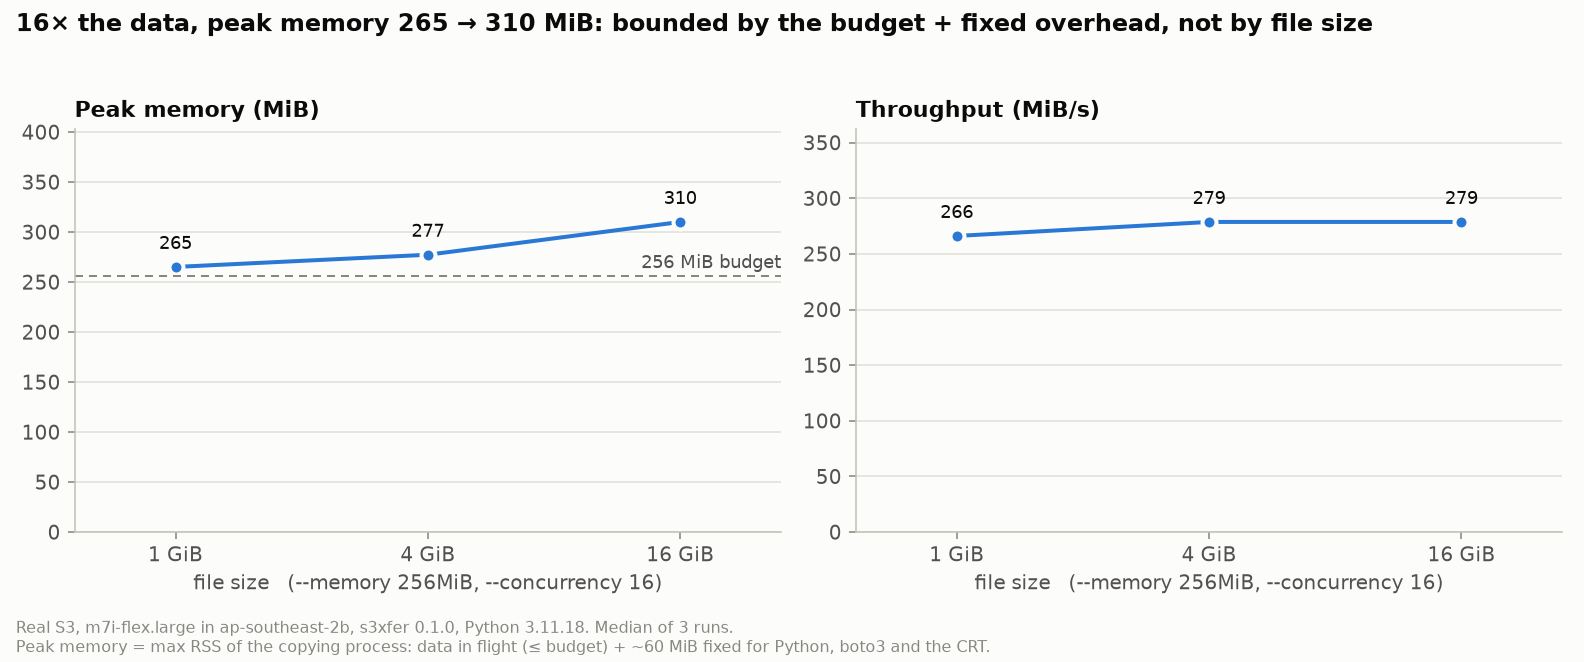 16× the data, peak memory 265 → 310 MiB: bounded by the budget + fixed overhead, not by file size
Peak memory (MiB)
400
350
300
250
200
150
100
50
0
265
277
310
256 MiB budget
1 GiB
4 GiB
16 GiB
file size (--memory 256MiB, --concurrency 16)
Throughput (MiB/s)
350
300
250
200
150
100
50
0
266
279
279
1 GiB
4 GiB
16 GiB
file size (--memory 256MiB, --concurrency 16)
Real S3, m7i-flex.large in ap-southeast-2b, s3xfer 0.1.0, Python 3.11.18. Median of 3 runs.
Peak memory = max RSS of the copying process: data in flight (≤ budget) + ~60 MiB fixed for Python, boto3 and the CRT.